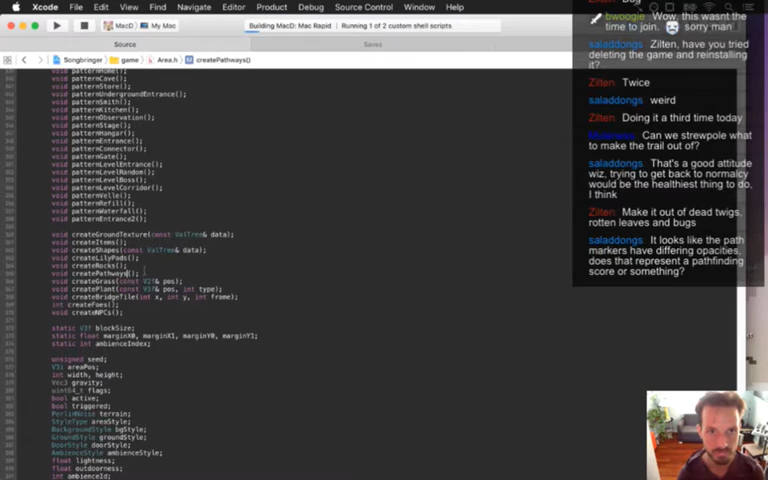 Xcode File Edit View Find Navigate Editor Product Debug Source Control Window Help
MacD My Mac
Building MacD: Mac Rapid Running 1 of 2 custom shell scripts
Source
Saves
Songbringer game Area.h createPathways()
void patternHome();
void patternCave();
void patternStore();
void patternUndergroundEntrance();
void patternSmith();
void patternKitchen();
void patternObservation();
void patternStage();
void patternHangar();
void patternEntrance();
void patternConnector();
void patternGate();
void patternLevelEntrance();
void patternLevelRandom();
void patternLevelBoss();
void patternLevelCorridor();
void patternVelle();
void patternRefill();
void patternWaterfall();
void patternEntrance2();
void createGroundTexture(const ValTree& data);
void createItems();
void createShapes(const ValTree& data);
void createLilyPads();
void createRocks();
void createPathways();
void createGrass(const V2f& pos);
void createPlant(const V2f& pos, int type);
void createBridgeTile(int x, int y, int frame);
int createFoes();
void createNPCs();
static V3f blockSize;
static float marginX0, marginX1, marginY0, marginY1;
static int ambienceIndex;
unsigned seed;
V3i areaPos;
int width, height;
Vec3 gravity;
uint64_t flags;
bool active;
bool triggered;
PerlinNoise terrain;
StyleType areaStyle;
BackgroundStyle bgStyle;
GroundStyle groundStyle;
DoorStyle doorStyle;
AmbienceStyle ambienceStyle;
float lightness;
float outdoorness;
int ambienceId;
bwoogie Wow. this wasnt the
time to join. sorry man
saladdongs Zilten, have you tried
deleting the game and reinstalling
it?
Zilten Twice
saladdongs weird
Zilten Doing it a third time today
Can we strewpole what
to make the trail out of?
saladdongs That's a good attitude
wiz, trying to get back to normalcy
would be the healthiest thing to do,
I think
Zilten Make it out of dead twigs,
rotten leaves and bugs
saladdongs It looks like the path
markers have differing opacities,
does that represent a pathfinding
score or something?